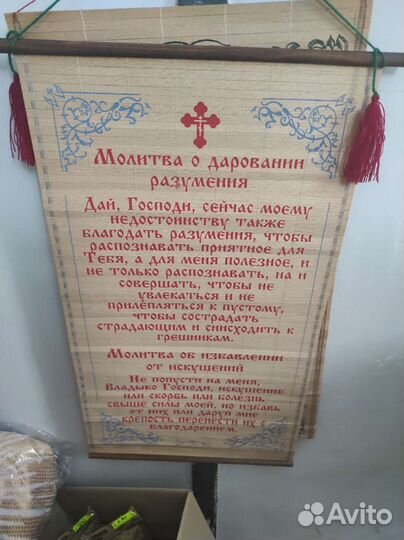 Молитва о даровании
разумения
Дай, Господи, сейчас моему
недостоинству также
благодать разумения, чтобы
распознавать приятное для
Тебя, а для меня полезное, и
не только распознавать, на и
совершать, чтобы не
увлекаться и не
прилепляться к пустому,
чтобы сострадать
страдающим и снисходить к
грешникам.
Молитва об избавлении
от искушений
Не попусти на меня,
Владыко Господи, искушение
или скорбь или болезнь
свыше силы моей, но избавь
от них или даруй мне
крепость перенести их с
благодарением.
Avito